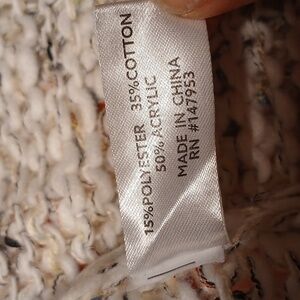 15%POLYESTER 35%COTTON
50%ACRYLIC
MADE IN CHINA
RN #147953